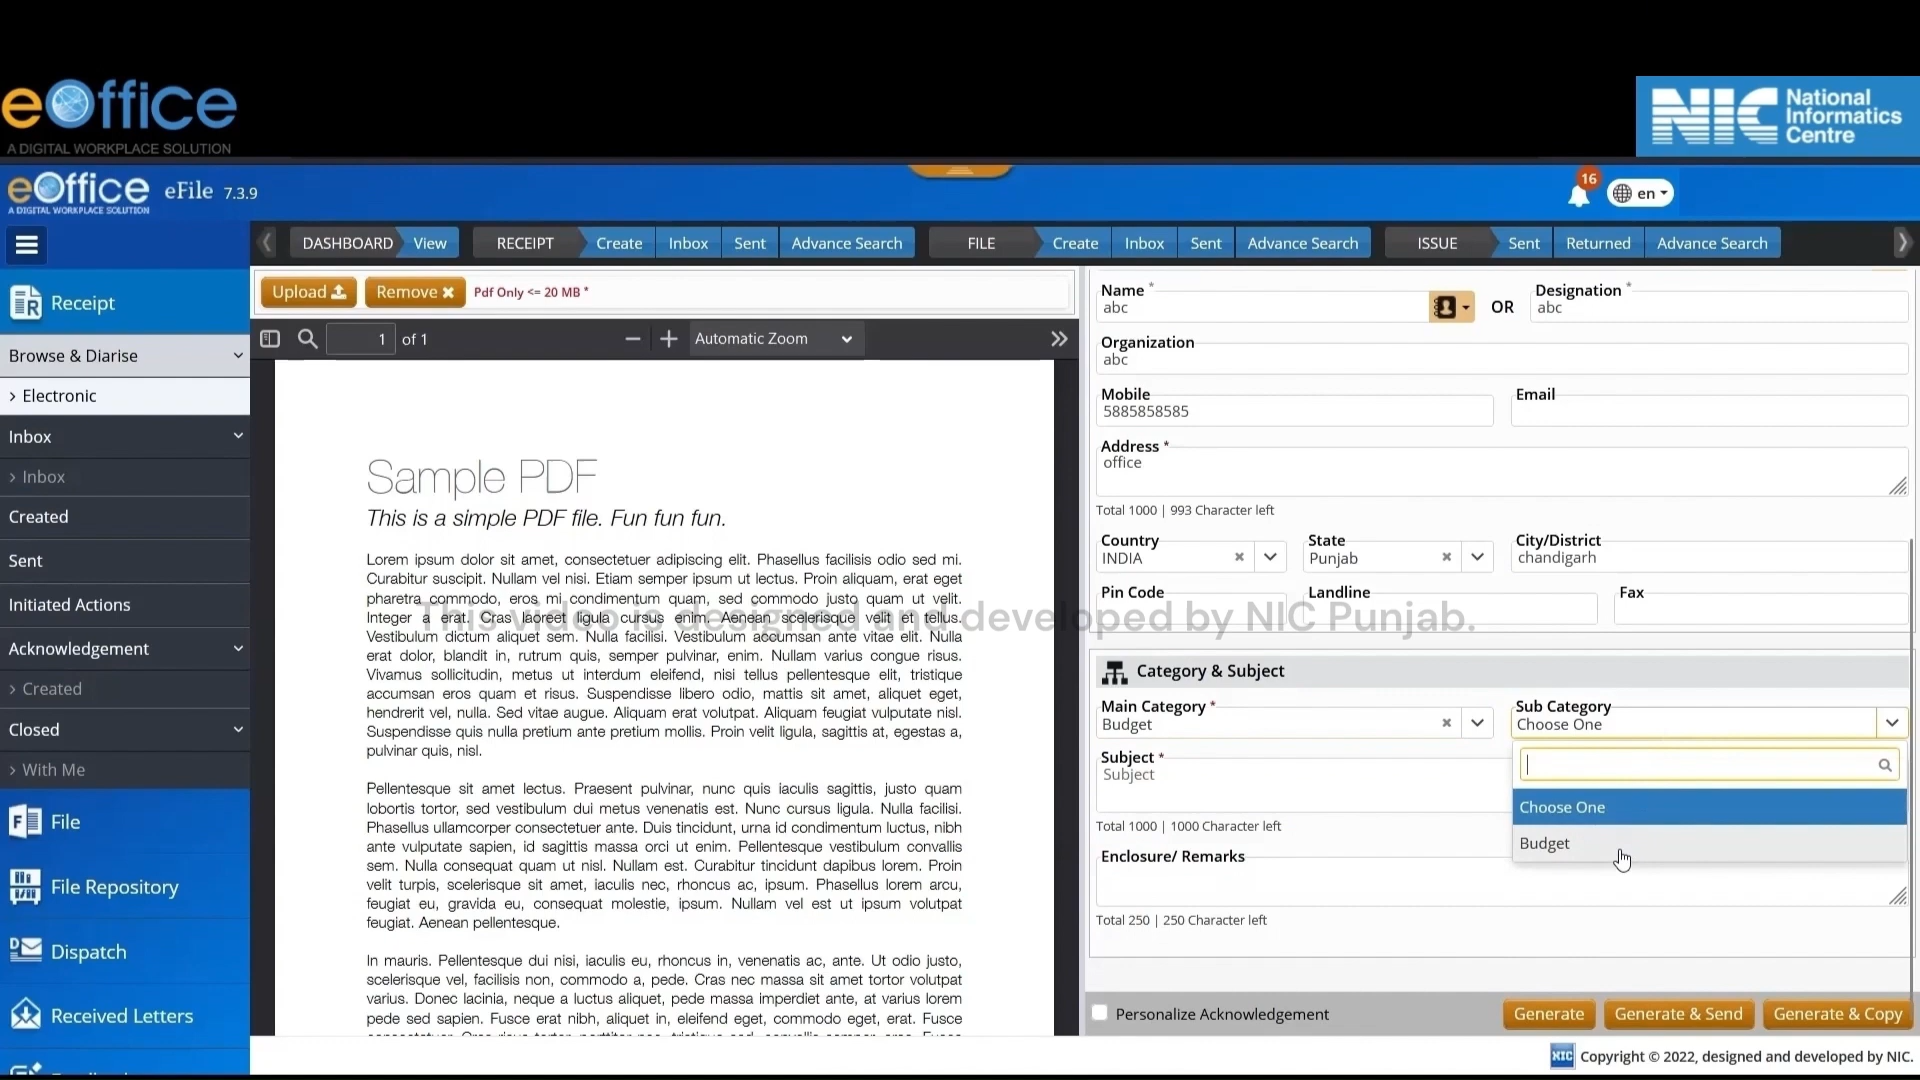 eOffice
A DIGITAL WORKPLACE SOLUTION
NIC National Informatics Centre
eOffice eFile 7.3.9
A DIGITAL WORKPLACE SOLUTION
16
en
DASHBOARD View RECEIPT Create Inbox Sent Advance Search FILE Create Inbox Sent Advance Search ISSUE Sent Returned Advance Search
Receipt
Browse & Diarise
> Electronic
Inbox
> Inbox
Created
Sent
Initiated Actions
Acknowledgement
> Created
Closed
> With Me
File
File Repository
Dispatch
Received Letters
Upload Remove Pdf Only <= 20 MB *
1 of 1 Automatic Zoom
Sample PDF
This is a simple PDF file. Fun fun fun.
Lorem ipsum dolor sit amet, consectetuer adipiscing elit. Phasellus facilisis odio sed mi.
Curabitur suscipit. Nullam vel nisi. Etiam semper ipsum ut lectus. Proin aliquam, erat eget
pharetra commodo, eros mi condimentum quam, sed commodo justo quam ut velit.
Integer a erat. Cras laoreet ligula cursus enim. Aenean scelerisque velit et tellus.
Vestibulum dictum aliquet sem. Nulla facilisi. Vestibulum accumsan ante vitae elit. Nulla
erat dolor, blandit in, rutrum quis, semper pulvinar, enim. Nullam varius congue risus.
Vivamus sollicitudin, metus ut interdum eleifend, nisi tellus pellentesque elit, tristique
accumsan eros quam et risus. Suspendisse libero odio, mattis sit amet, aliquet eget,
hendrerit vel, nulla. Sed vitae augue. Aliquam erat volutpat. Aliquam feugiat vulputate nisl.
Suspendisse quis nulla pretium ante pretium mollis. Proin velit ligula, sagittis at, egestas a,
pulvinar quis, nisl.
Pellentesque sit amet lectus. Praesent pulvinar, nunc quis iaculis sagittis, justo quam
lobortis tortor, sed vestibulum dui metus venenatis est. Nunc cursus ligula. Nulla facilisi.
Phasellus ullamcorper consectetuer ante. Duis tincidunt, urna id condimentum luctus, nibh
ante vulputate sapien, id sagittis massa orci ut enim. Pellentesque vestibulum convallis
sem. Nulla consequat quam ut nisl. Nullam est. Curabitur tincidunt dapibus lorem. Proin
velit turpis, scelerisque sit amet, iaculis nec, rhoncus ac, ipsum. Phasellus lorem arcu,
feugiat eu, gravida eu, consequat molestie, ipsum. Nullam vel est ut ipsum volutpat
feugiat. Aenean pellentesque.
In mauris. Pellentesque dui nisi, iaculis eu, rhoncus in, venenatis ac, ante. Ut odio justo,
scelerisque vel, facilisis non, commodo a, pede. Cras nec massa sit amet tortor volutpat
varius. Donec lacinia, neque a luctus aliquet, pede massa imperdiet ante, at varius lorem
pede sed sapien. Fusce erat nibh, aliquet in, eleifend eget, commodo eget, erat. Fusce
This video is designed and developed by NIC Punjab.
Name * OR Designation *
abc abc
Organization
abc
Mobile Email
5885858585
Address *
office
Total 1000 | 993 Character left
Country State City/District
INDIA Punjab chandigarh
Pin Code Landline Fax
Category & Subject
Main Category * Sub Category
Budget Choose One
Subject *
Subject
Choose One
Budget
Total 1000 | 1000 Character left
Enclosure/ Remarks
Total 250 | 250 Character left
Personalize Acknowledgement Generate Generate & Send Generate & Copy
NIC Copyright © 2022, designed and developed by NIC.